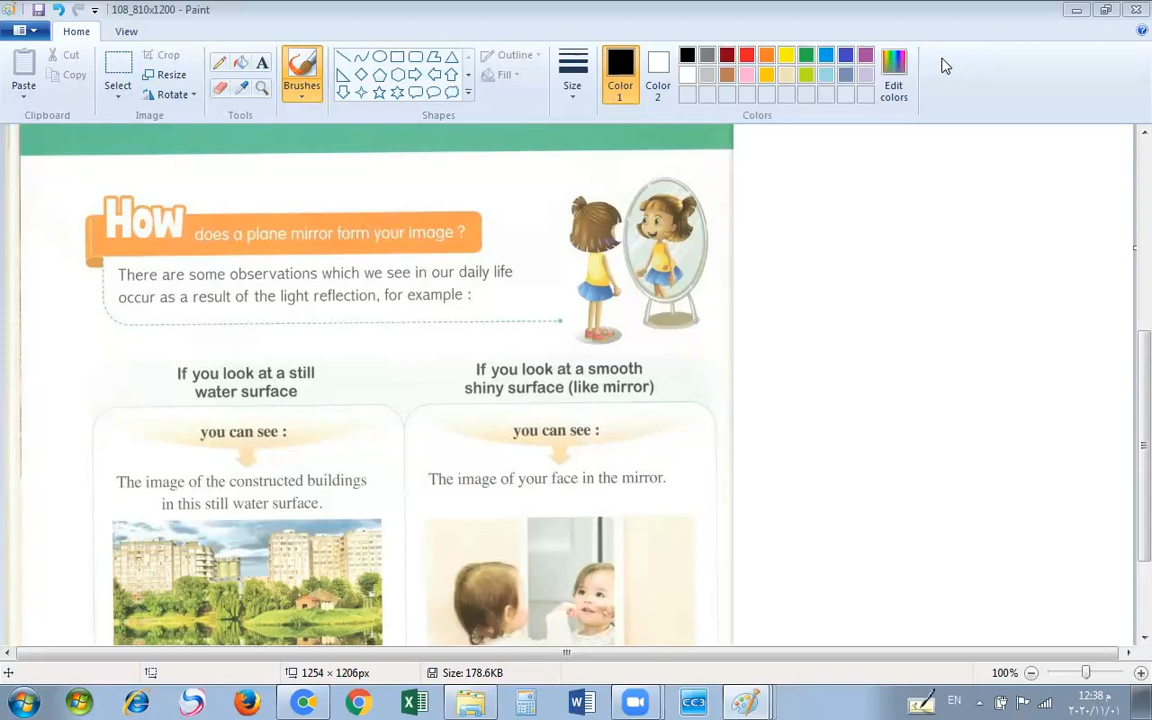 108_810x1200 - Paint
Home
View
Paste
Cut
Copy
Clipboard
Select
Crop
Resize
Rotate
Image
A
Tools
Brushes
Outline
Fill
Shapes
Size
Color 1
Color 2
Edit colors
Colors
How does a plane mirror form your image ?
There are some observations which we see in our daily life
occur as a result of the light reflection, for example :
If you look at a still
water surface
you can see :
The image of the constructed buildings
in this still water surface.
If you look at a smooth
shiny surface (like mirror)
you can see :
The image of your face in the mirror.
1254 × 1206px
Size: 178.6KB
100%
CC3
EN
12:38 م
٢٠٢٠/١١/٠١